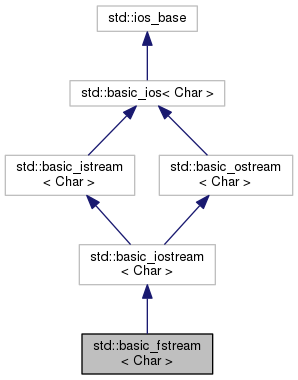 std::ios_base
std::basic_ios< Char >
std::basic_istream
< Char >
std::basic_ostream
< Char >
std::basic_iostream
< Char >
std::basic_fstream
< Char >